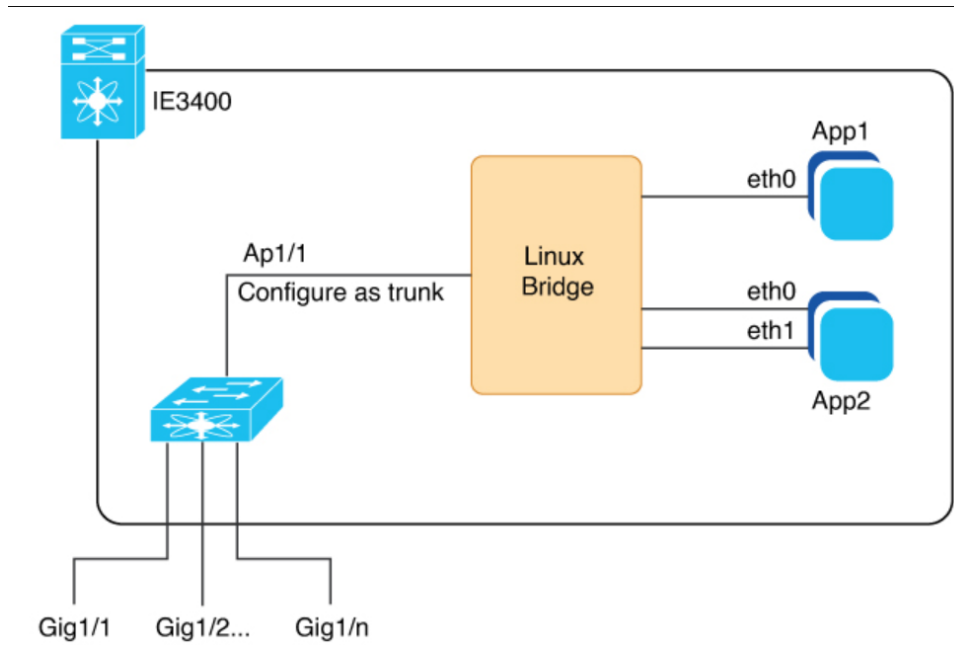 IE3400
App1
eth0
Ap1/1
Configure as trunk
Linux
Bridge
eth0
eth1
App2
Gig1/1
Gig1/2...
Gig1/n